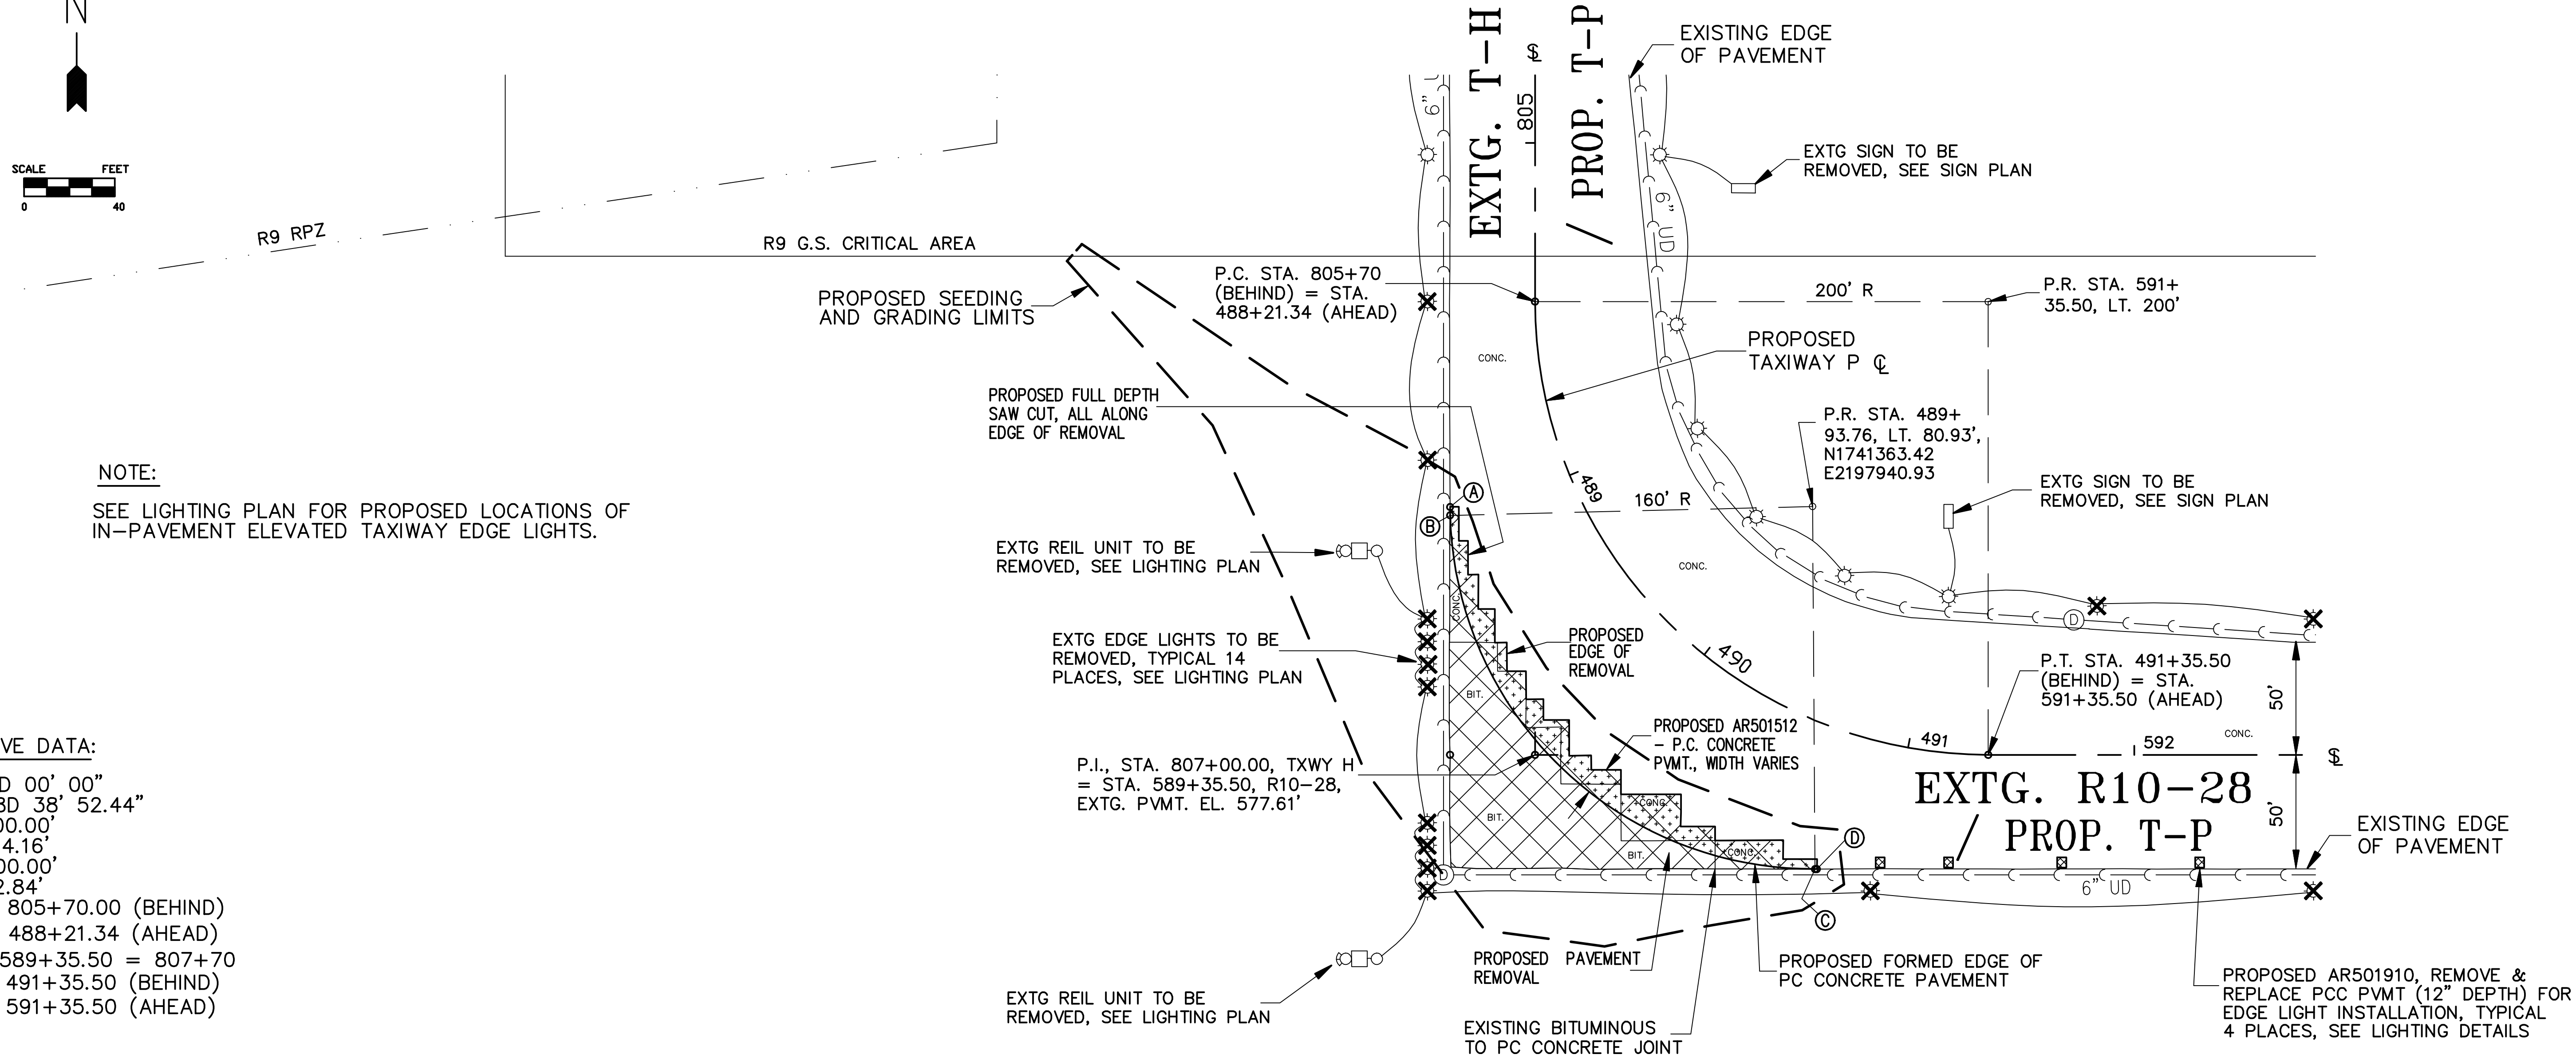 N
SCALE FEET
0 40
R9 RPZ
R9 G.S. CRITICAL AREA
EXTG. T-H
PROP. T-P
805
6"
EXISTING EDGE
OF PAVEMENT
6" UD
EXTG SIGN TO BE
REMOVED, SEE SIGN PLAN
PROPOSED SEEDING
AND GRADING LIMITS
P.C. STA. 805+70
(BEHIND) = STA.
488+21.34 (AHEAD)
200' R
P.R. STA. 591+
35.50, LT. 200'
CONC.
PROPOSED
TAXIWAY P ℄
PROPOSED FULL DEPTH
SAW CUT, ALL ALONG
EDGE OF REMOVAL
P.R. STA. 489+
93.76, LT. 80.93',
N1741363.42
E2197940.93
NOTE:
SEE LIGHTING PLAN FOR PROPOSED LOCATIONS OF
IN-PAVEMENT ELEVATED TAXIWAY EDGE LIGHTS.
489
160' R
A
B
EXTG SIGN TO BE
REMOVED, SEE SIGN PLAN
EXTG REIL UNIT TO BE
REMOVED, SEE LIGHTING PLAN
CONC.
CONC.
D
EXTG EDGE LIGHTS TO BE
REMOVED, TYPICAL 14
PLACES, SEE LIGHTING PLAN
PROPOSED
EDGE OF
REMOVAL
490
P.T. STA. 491+35.50
(BEHIND) = STA.
591+35.50 (AHEAD)
50'
BIT.
PROPOSED AR501512
- P.C. CONCRETE
PVMT., WIDTH VARIES
491
592
CONC.
℄
P.I., STA. 807+00.00, TXWY H
= STA. 589+35.50, R10-28,
EXTG. PVMT. EL. 577.61'
EXTG. R10-28
PROP. T-P
50'
CONC.
BIT.
BIT.
CONC.
D
EXISTING EDGE
OF PAVEMENT
D
6" UD
C
VE DATA:
D 00' 00"
3D 38' 52.44"
00.00'
4.16'
00.00'
2.84'
805+70.00 (BEHIND)
488+21.34 (AHEAD)
589+35.50 = 807+70
491+35.50 (BEHIND)
591+35.50 (AHEAD)
PROPOSED PAVEMENT
REMOVAL
PROPOSED FORMED EDGE OF
PC CONCRETE PAVEMENT
PROPOSED AR501910, REMOVE &
REPLACE PCC PVMT (12" DEPTH) FOR
EDGE LIGHT INSTALLATION, TYPICAL
4 PLACES, SEE LIGHTING DETAILS
EXTG REIL UNIT TO BE
REMOVED, SEE LIGHTING PLAN
EXISTING BITUMINOUS
TO PC CONCRETE JOINT